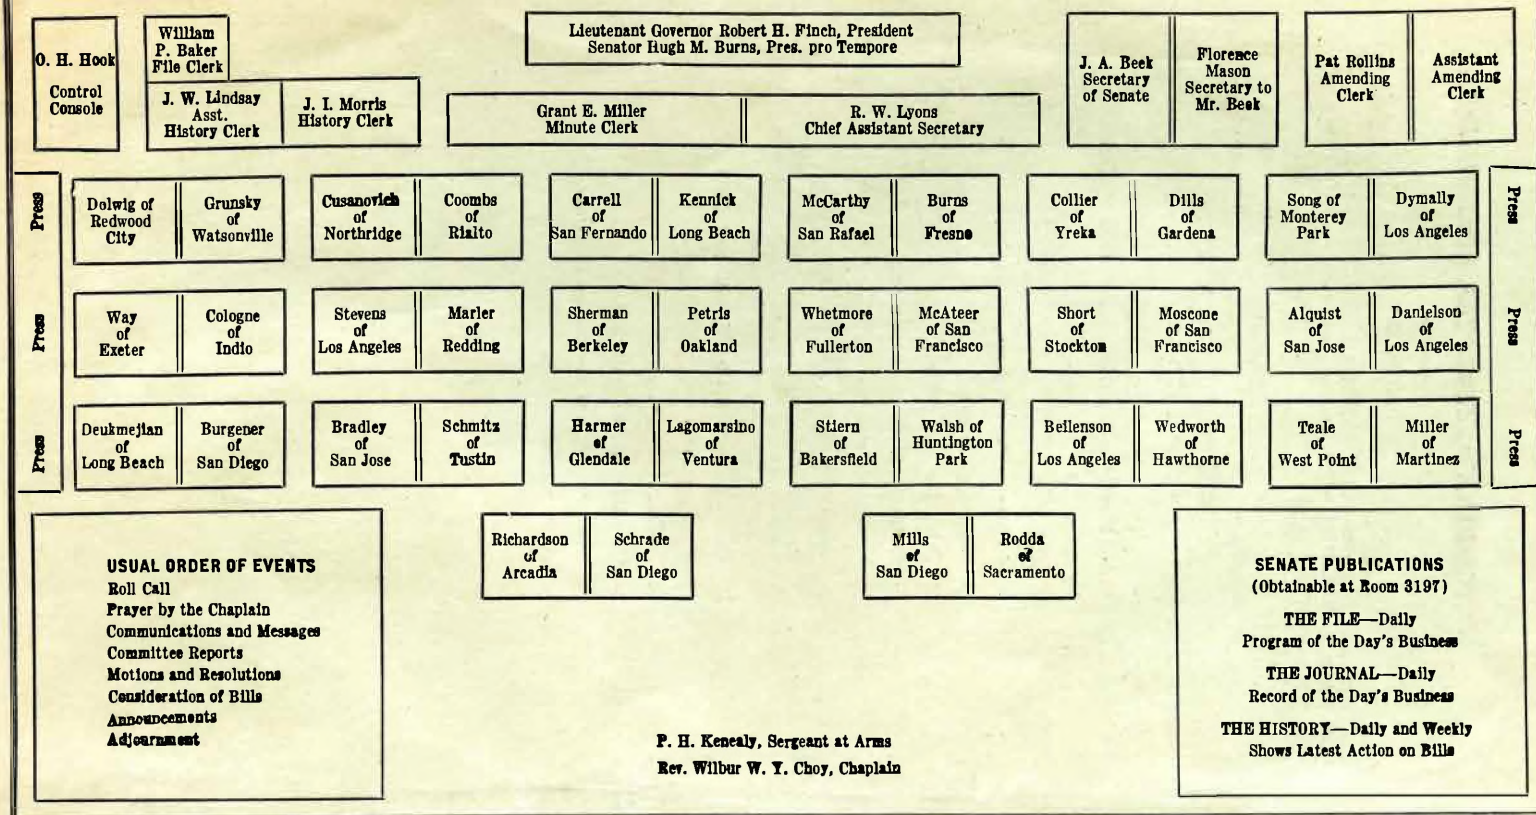 O. H. Hook
Control
Console
William
P. Baker
File Clerk
J. W. Lindsay
Asst.
History Clerk
J. I. Morris
History Clerk
Lieutenant Governor Robert H. Finch, President
Senator Hugh M. Burns, Pres. pro Tempore
Grant E. Miller
Minute Clerk
R. W. Lyons
Chief Assistant Secretary
J. A. Beek
Secretary
of Senate
Florence
Mason
Secretary to
Mr. Beek
Pat Rollins
Amending
Clerk
Assistant
Amending
Clerk
Press
Dolwig of
Redwood
City
Grunsky
of
Watsonville
Cusanovich
of
Northridge
Coombs
of
Rialto
Carrell
of
San Fernando
Kennick
of
Long Beach
McCarthy
of
San Rafael
Burns
of
Fresno
Collier
of
Yreka
Dills
of
Gardena
Song of
Monterey
Park
Dymally
of
Los Angeles
Press
Press
Way
of
Exeter
Cologne
of
Indio
Stevens
of
Los Angeles
Marler
of
Redding
Sherman
of
Berkeley
Petris
of
Oakland
Whetmore
of
Fullerton
McAteer
of San
Francisco
Short
of
Stockton
Moscone
of San
Francisco
Alquist
of
San Jose
Danielson
of
Los Angeles
Press
Press
Deukmejian
of
Long Beach
Burgener
of
San Diego
Bradley
of
San Jose
Schmitz
of
Tustin
Harmer
of
Glendale
Lagomarsino
of
Ventura
Stiern
of
Bakersfield
Walsh of
Huntington
Park
Beilenson
of
Los Angeles
Wedworth
of
Hawthorne
Teale
of
West Point
Miller
of
Martinez
Press
Richardson
of
Arcadia
Schrade
of
San Diego
Mills
of
San Diego
Rodda
of
Sacramento
USUAL ORDER OF EVENTS
Roll Call
Prayer by the Chaplain
Communications and Messages
Committee Reports
Motions and Resolutions
Consideration of Bills
Announcements
Adjournment
P. H. Kenealy, Sergeant at Arms
Rev. Wilbur W. Y. Choy, Chaplain
SENATE PUBLICATIONS
(Obtainable at Room 3197)
THE FILE—Daily
Program of the Day's Business
THE JOURNAL—Daily
Record of the Day's Business
THE HISTORY—Daily and Weekly
Shows Latest Action on Bills